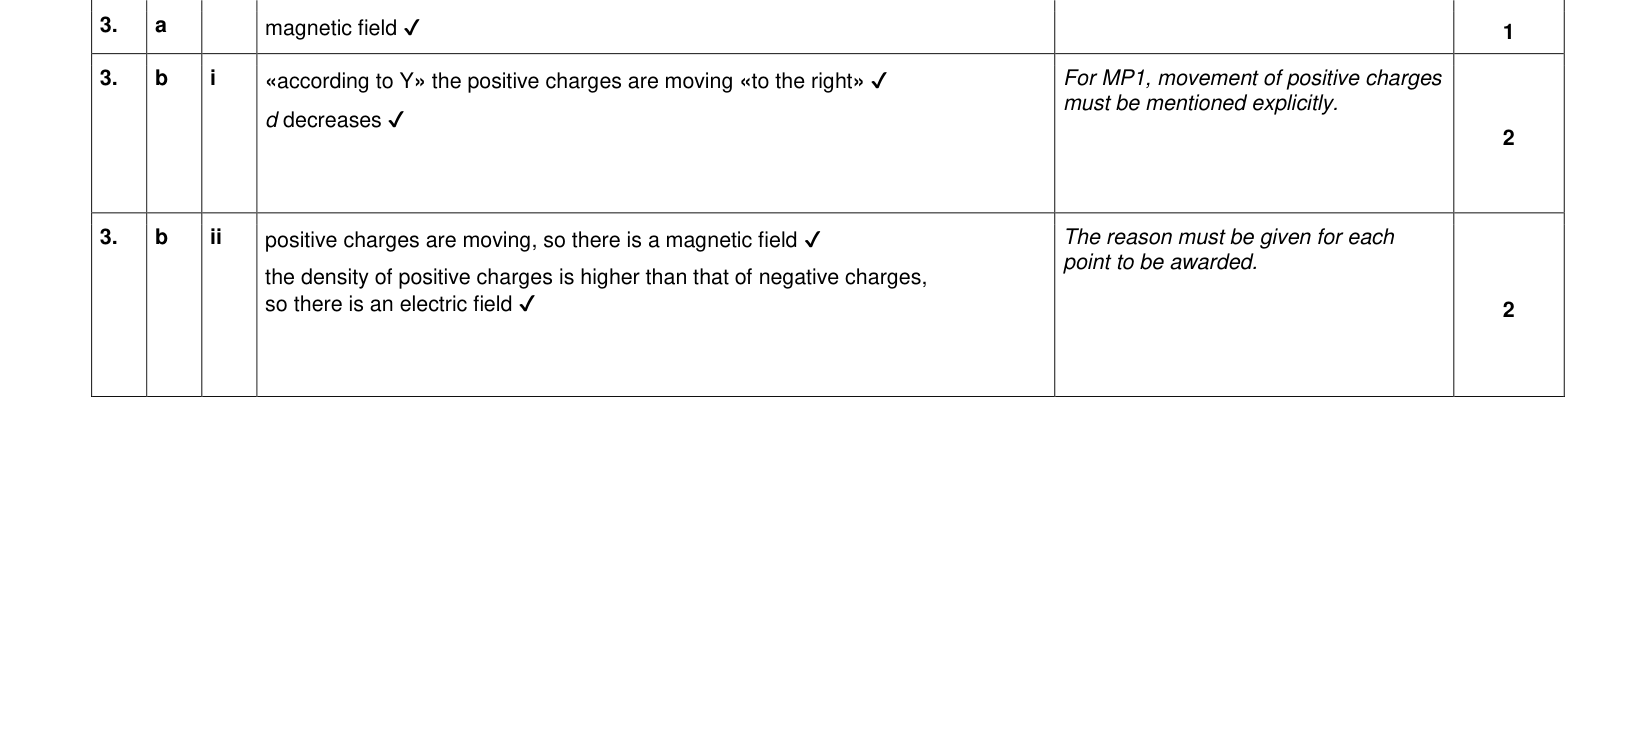 3. a magnetic field ✓ 1
3. b i «according to Y» the positive charges are moving «to the right» ✓ For MP1, movement of positive charges
must be mentioned explicitly.
d decreases ✓
2
3. b ii positive charges are moving, so there is a magnetic field ✓ The reason must be given for each
point to be awarded.
the density of positive charges is higher than that of negative charges,
so there is an electric field ✓
2